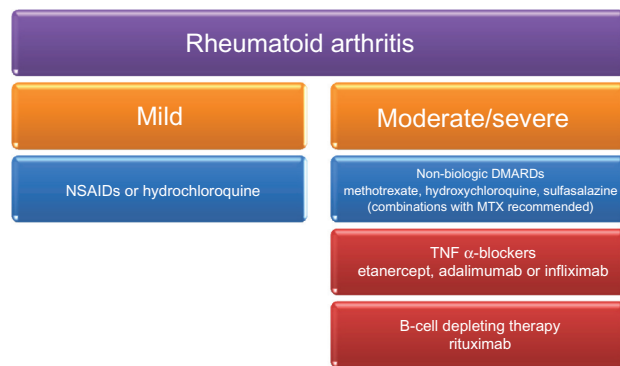 Rheumatoid arthritis
Mild
Moderate/severe
NSAIDs or hydrochloroquine
Non-biologic DMARDs
methotrexate, hydroxychloroquine, sulfasalazine
(combinations with MTX recommended)
TNF α-blockers
etanercept, adalimumab or infliximab
B-cell depleting therapy
rituximab